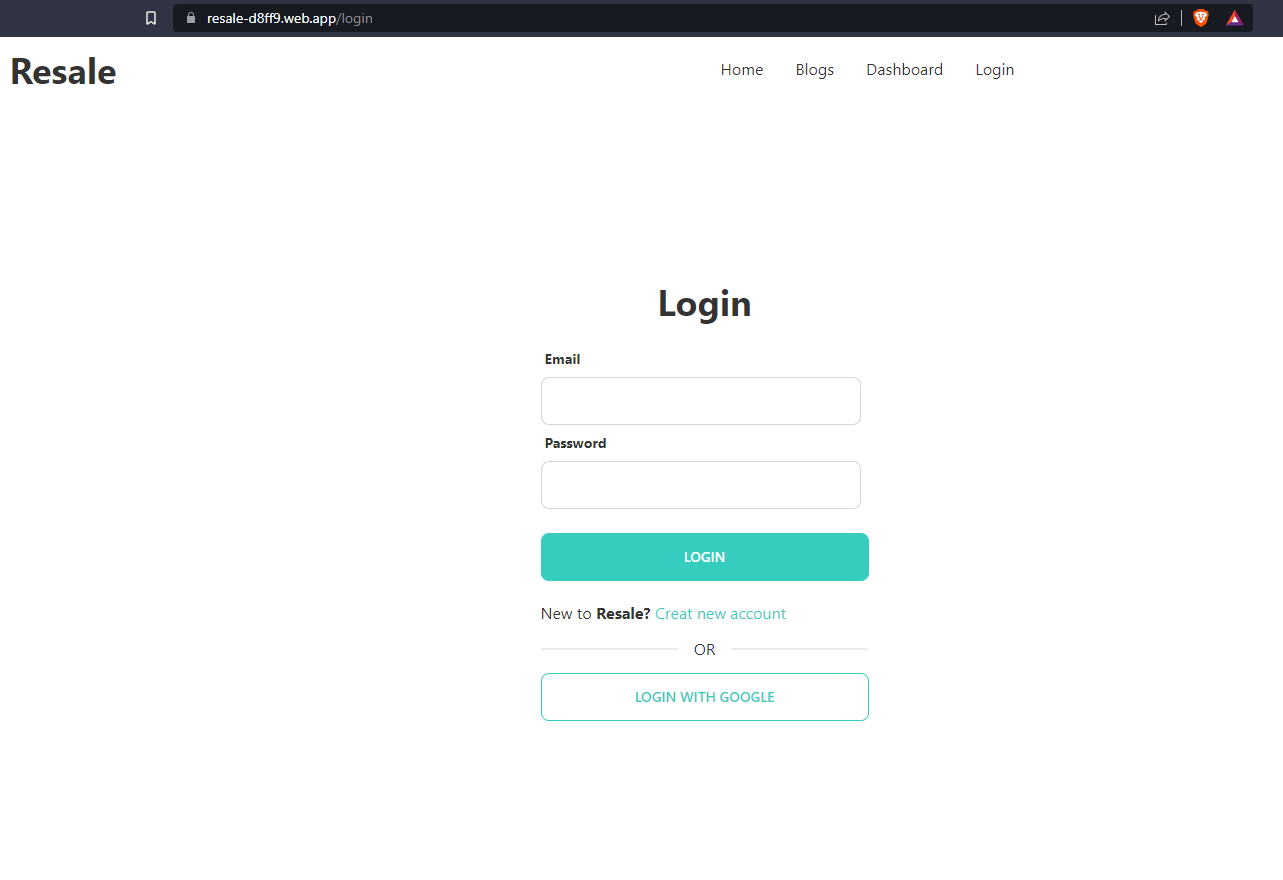 resale-d8ff9.web.app/login
Resale
Home Blogs Dashboard Login
Login
Email
Password
LOGIN
New to Resale? Creat new account
OR
LOGIN WITH GOOGLE